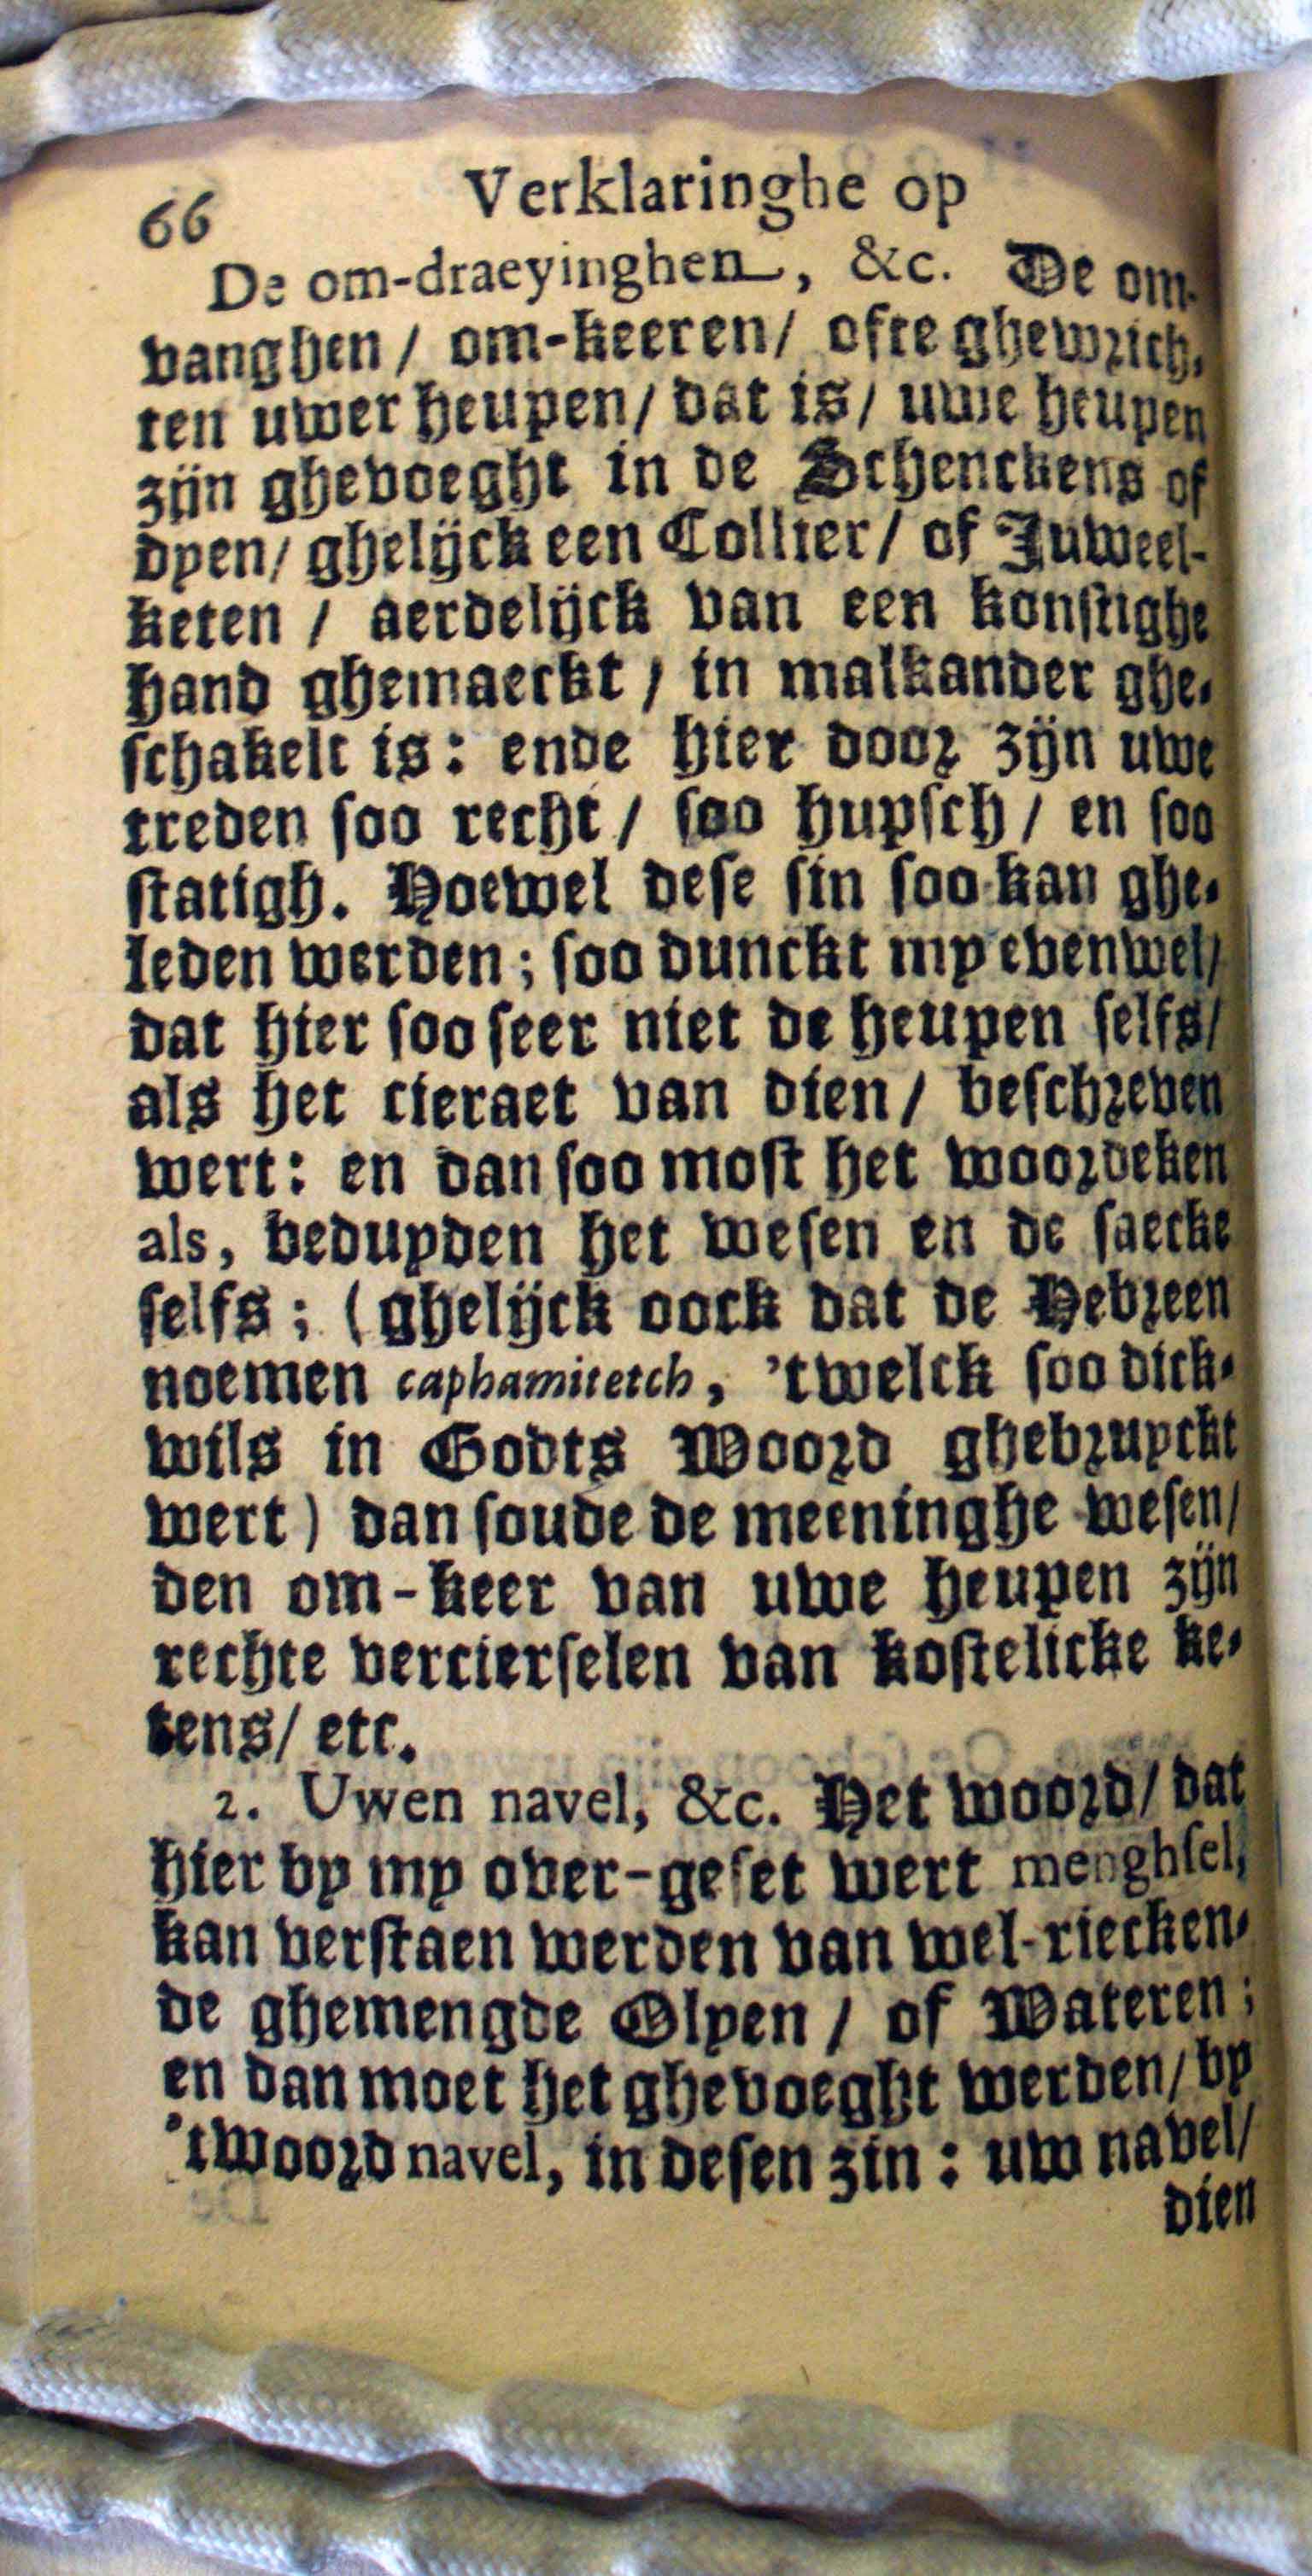 66 Verklaringhe op
De om-draeyinghen, &c. De om-
vanghen / om-keeren / ofte ghewrich-
ten uwer heupen / dat is / uwe heupen
zijn ghevoeght in de Schenckens of
dyen / ghelijck een Collier / of Juweel-
keten / aerdelijck van een konstighe
hand ghemaeckt / in malkander ghe-
schakelt is: ende hier door zijn uwe
treden soo recht / soo hupsch / en soo
statigh. Hoewel dese sin soo kan ghe-
leden werden; soo dunckt my evenwel /
dat hier soo seer niet de heupen selfs /
als het cieraet van dien / beschreven
wert: en dan soo most het woordeken
als, beduyden het wesen en de saecke
selfs; (ghelijck oock dat de Hebreen
noemen caphamitetch, 'twelck soo dick-
wils in Godts Woord ghebruyckt
wert) dan soude de meeninghe wesen /
den om-keer van uwe heupen zijn
rechte vercierselen van kostelicke ke-
tens / etc.
2. Uwen navel, &c. Het woord / dat
hier by my over-geset wert menghsel,
kan verstaen werden van wel-riecken-
de ghemengde Olyen / of Wateren;
en dan moet het ghevoeght werden / by
'twoord navel, in desen zin: uw navel /
dien